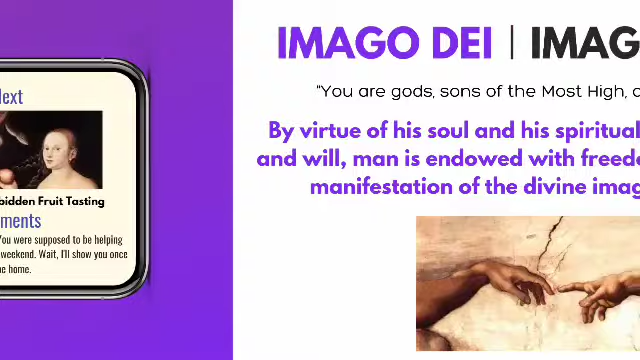 Next
bidden Fruit Tasting
ments
You were supposed to be helping
weekend. Wait, I'll show you once
home.
IMAGO DEI | IMAG
"You are gods, sons of the Most High,
By virtue of his soul and his spiritual
and will, man is endowed with freed
manifestation of the divine imag